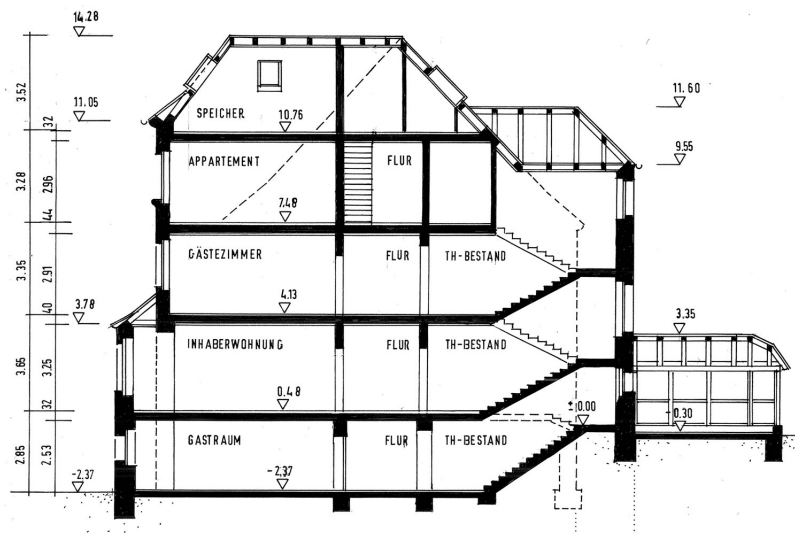 14.28
3.52
11.05
32
SPEICHER
10.76
11.60
9.55
3.28
2.96
44
APPARTEMENT
FLUR
7.48
3.35
2.91
40
GÄSTEZIMMER
FLUR
TH-BESTAND
4.13
3.78
3.35
3.65
3.25
32
INHABERWOHNUNG
FLUR
TH-BESTAND
0.48
± 0.00
- 0.30
2.85
2.53
GASTRAUM
FLUR
TH-BESTAND
-2.37
-2.37